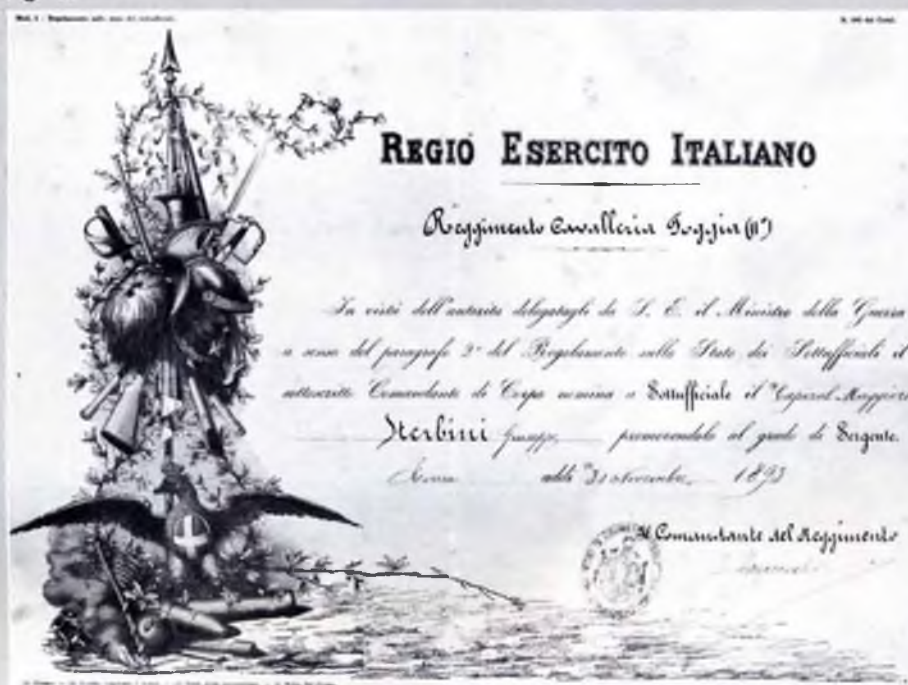 REGIO ESERCITO ITALIANO
Reggimento Cavalleria Foggia (11°)
In virtù dell'autorità delegatagli da S. E. il Ministro della Guerra
a senso del paragrafo 2° del Regolamento sullo Stato dei Sottufficiali il
sottoscritto Comandante di Corpo nomina a Sottufficiale il Caporal Maggiore
Sterbini Giuseppe promovendolo al grado di Sergente.
addì novembre 1893
Il Comandante del Reggimento